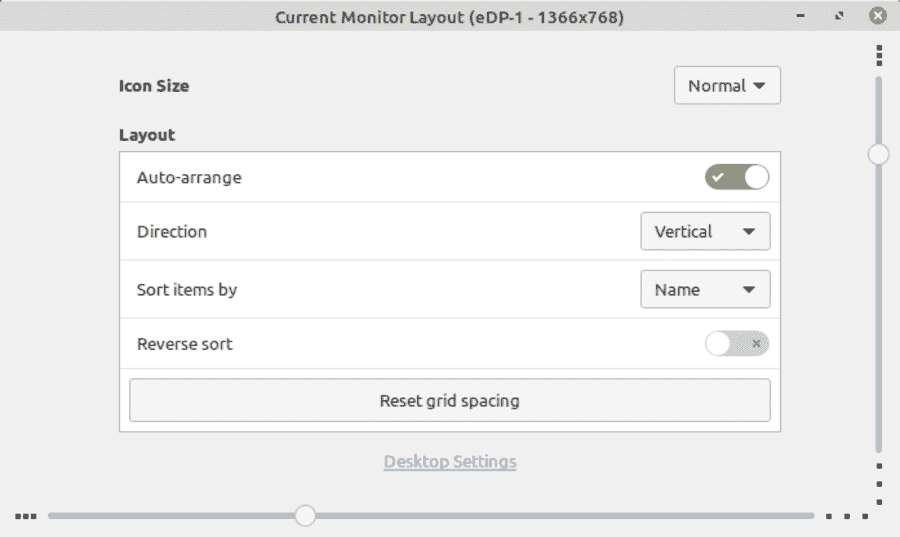 Current Monitor Layout (eDP-1 - 1366x768)
Icon Size
Normal
Layout
Auto-arrange
Direction
Vertical
Sort items by
Name
Reverse sort
Reset grid spacing
Desktop Settings